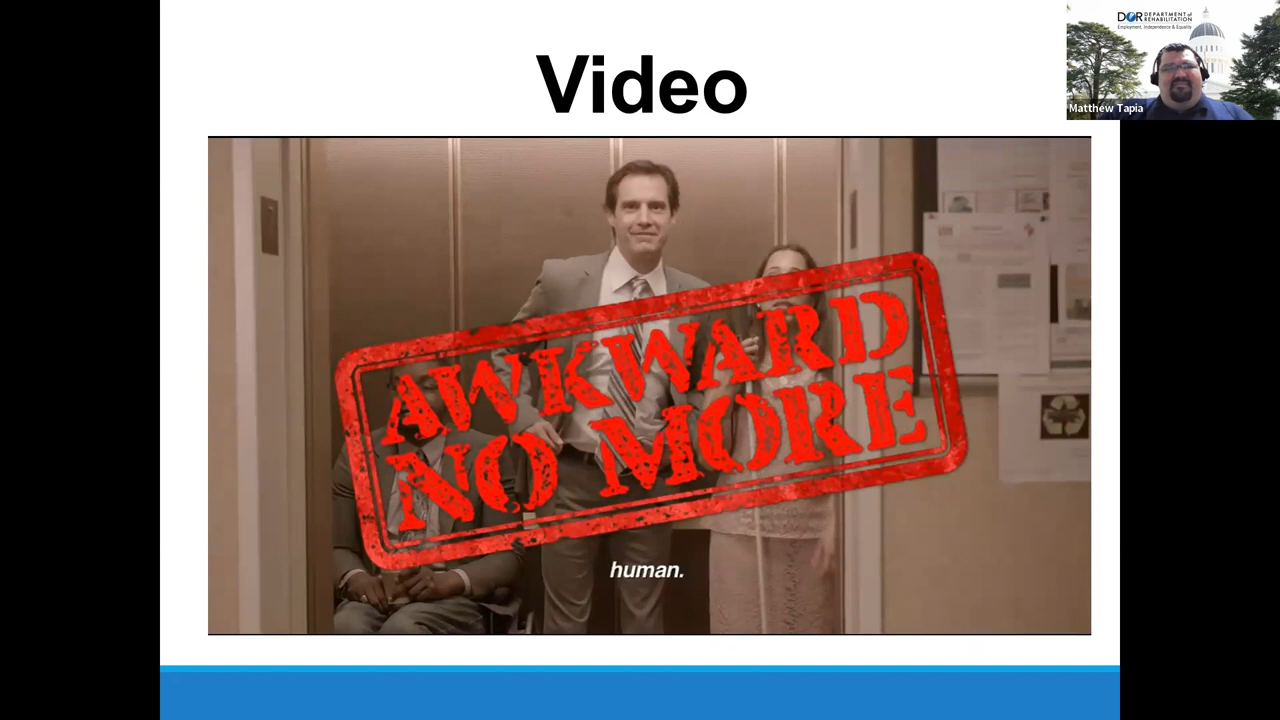 Video
DOR DEPARTMENT of
REHABILITATION
Employment, Independence & Equality
Matthew Tapia
AWKWARD
NO MORE
human.